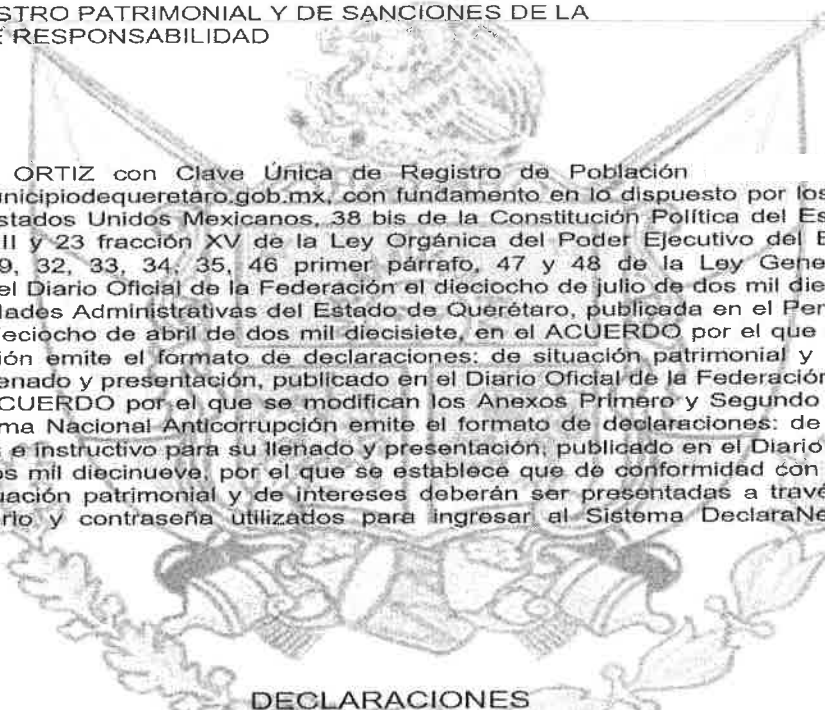 STRO PATRIMONIAL Y DE SANCIONES DE LA
E RESPONSABILIDAD
ORTIZ con Clave Única de Registro de Población
unicipiodequeretaro.gob.mx, con fundamento en lo dispuesto por los
stados Unidos Mexicanos, 38 bis de la Constitución Política del Es
II y 23 fracción XV de la Ley Orgánica del Poder Ejecutivo del E
9, 32, 33, 34, 35, 46 primer párrafo, 47 y 48 de la Ley Gene
el Diario Oficial de la Federación el dieciocho de julio de dos mil die
dades Administrativas del Estado de Querétaro, publicada en el Per
ieciocho de abril de dos mil diecisiete, en el ACUERDO por el que
ión emite el formato de declaraciones: de situación patrimonial y
enado y presentación, publicado en el Diario Oficial de la Federación
CUERDO por el que se modifican los Anexos Primero y Segundo
ma Nacional Anticorrupción emite el formato de declaraciones: de
s e instructivo para su llenado y presentación, publicado en el Diario
os mil diecinueve, por el que se establece que de conformidad con
uación patrimonial y de intereses deberán ser presentadas a travé
rio y contraseña utilizados para ingresar al Sistema DeclaraNe
DECLARACIONES